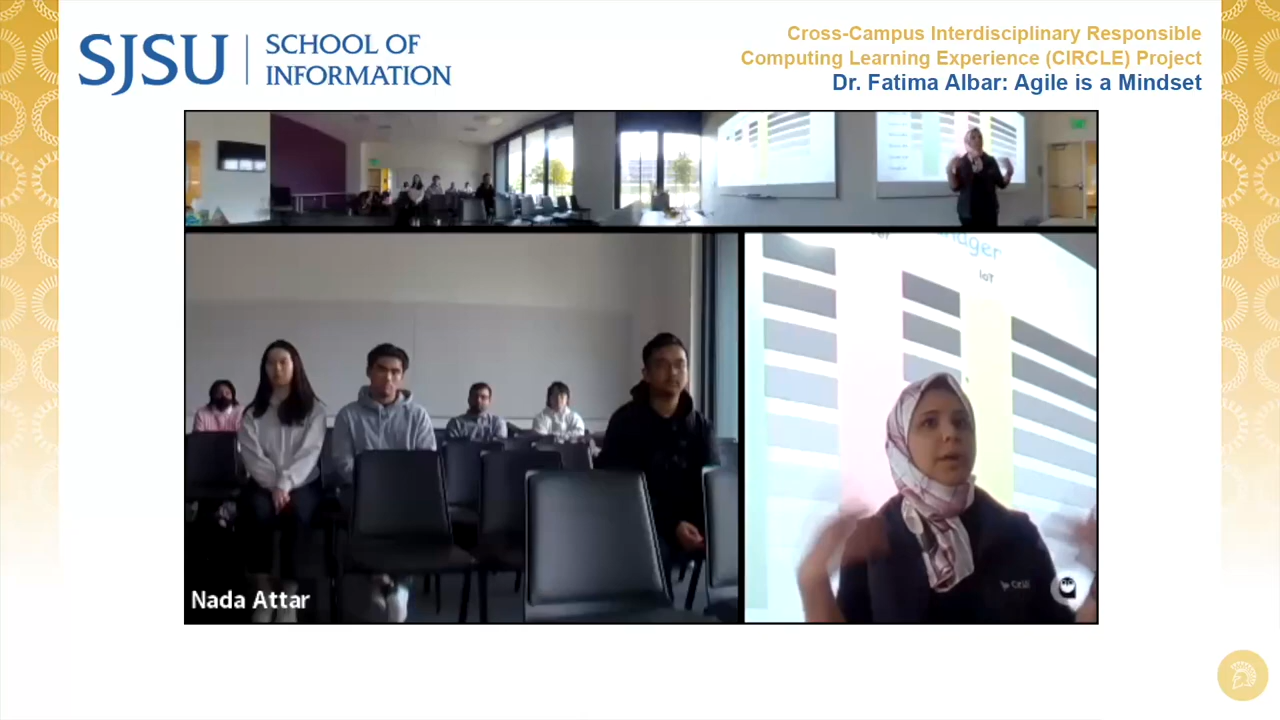 SJSU
SCHOOL OF
INFORMATION
Cross-Campus Interdisciplinary Responsible
Computing Learning Experience (CIRCLE) Project
Dr. Fatima Albar: Agile is a Mindset
IoT
Nada Attar